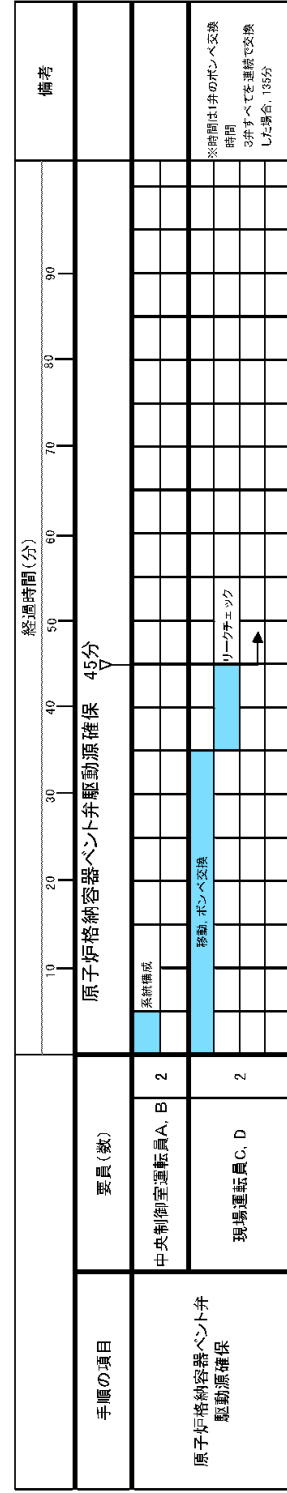 経過時間(分)
備考
10 20 30 40 50 60 70 80 90
手順の項目
要員(数)
原子炉格納容器ベント弁駆動源確保 45分
▽
原子炉格納容器ベント弁
駆動源確保
中央制御室運転員A, B
2
系統構成
現場運転員C, D
2
移動, ボンベ交換
リークチェック
※時間は1弁のボンベ交換
時間
3弁すべてを連続で交換
した場合, 135分